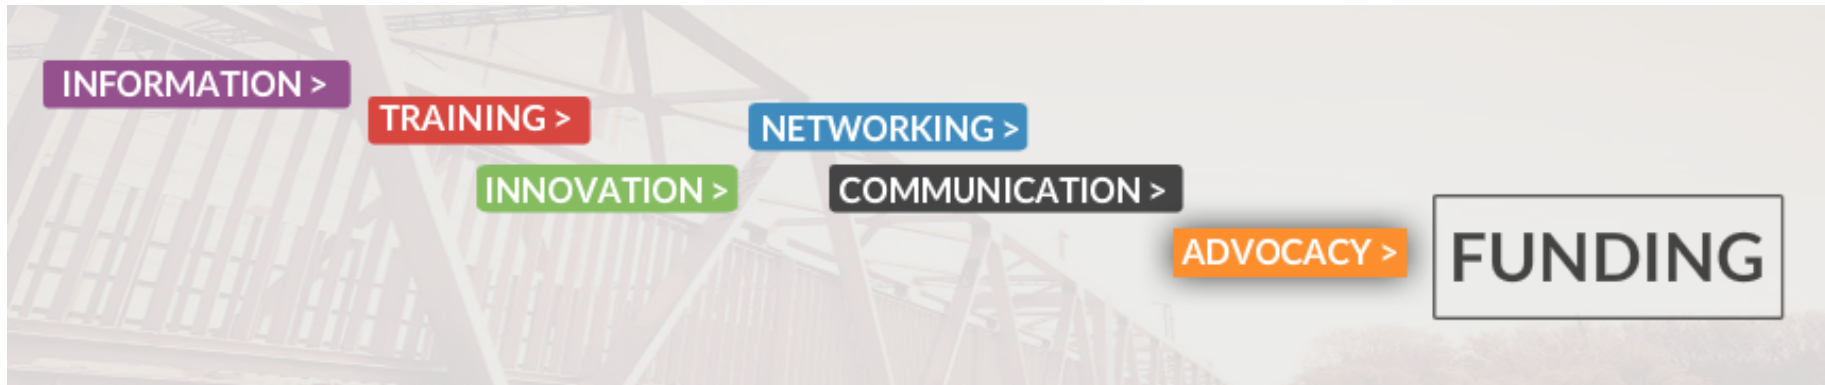 INFORMATION >
TRAINING >
NETWORKING >
INNOVATION >
COMMUNICATION >
ADVOCACY >
FUNDING